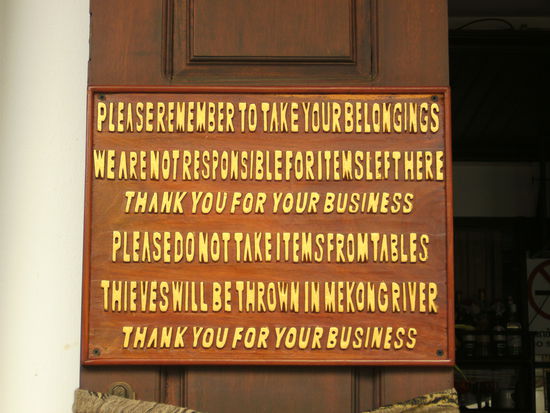 PLEASE REMEMBER TO TAKE YOUR BELONGINGS
WE ARE NOT RESPONSIBLE FOR ITEMS LEFT HERE
THANK YOU FOR YOUR BUSINESS
PLEASE DO NOT TAKE ITEMS FROM TABLES
THIEVES WILL BE THROWN IN MEKONG RIVER
THANK YOU FOR YOUR BUSINESS